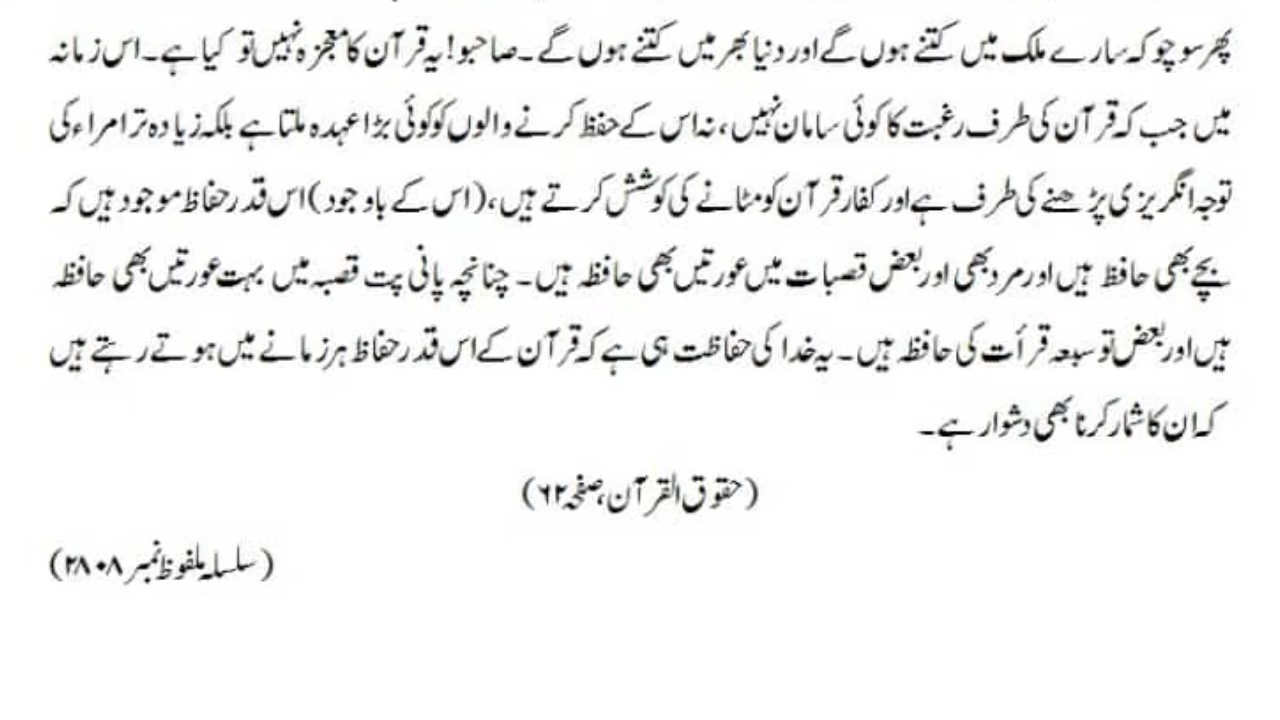 پھر سوچو کہ سارے ملک میں کتنے ہوں گے اور دنیا بھر میں کتنے ہوں گے۔ صاحبو! یہ قرآن کا معجزہ نہیں تو کیا ہے۔ اس زمانہ
میں جب کہ قرآن کی طرف رغبت کا کوئی سامان نہیں، نہ اس کے حفظ کرنے والوں کو کوئی بڑا عہدہ ملتا ہے بلکہ زیادہ تر امراء کی
توجہ انگریزی پڑھنے کی طرف ہے اور کفار قرآن کو مٹانے کی کوشش کرتے ہیں، (اس کے باوجود) اس قدر حفاظ موجود ہیں کہ
بچے بھی حافظ ہیں اور مرد بھی اور بعض قصبات میں عورتیں بھی حافظہ ہیں۔ چنانچہ پانی پت قصبہ میں بہت عورتیں بھی حافظہ
ہیں اور بعض تو سبعہ قرأت کی حافظہ ہیں۔ یہ خدا کی حفاظت ہی ہے کہ قرآن کے اس قدر حفاظ ہر زمانے میں ہوتے رہتے ہیں
کہ ان کا شمار کرنا بھی دشوار ہے۔
(حقوق القرآن، صفحہ ۶۲)
(سلسلہ ملفوظ نمبر ۲۸۰۸)